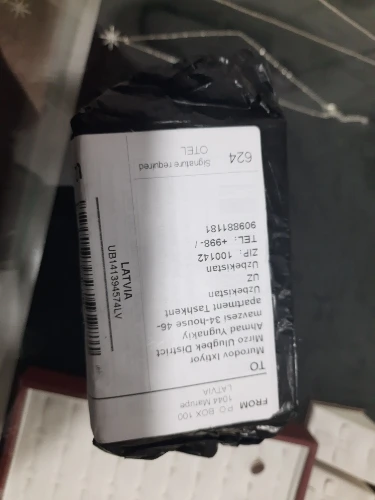 FROM
P.O BOX 100
1044 Marupe
LATVIA
TO
Murodov Ixtiyor
Mirzo Ulugbek District
Ahmad Yugnakiy
mavzesi 34-house 46-
apartment Tashkent
Uzbekistan
UZ
Uzbekistan
ZIP: 100142
TEL: +998-/
909881181
Signature required
624 OTEL
LATVIA
UB141394574LV